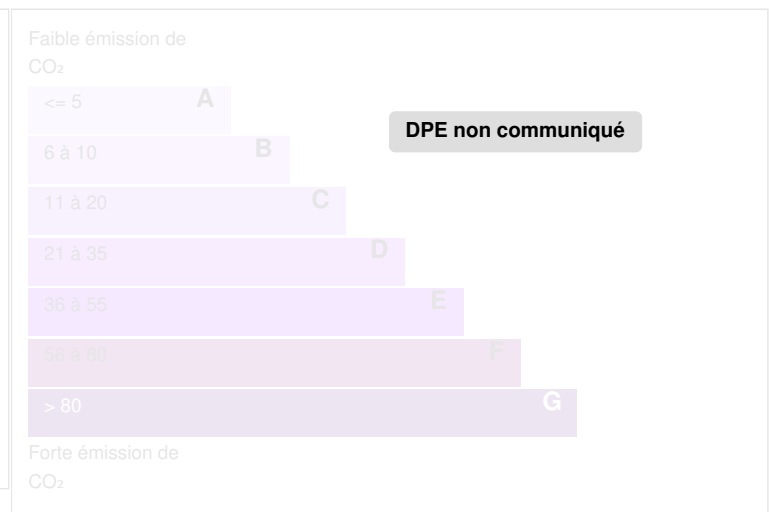 Faible émission de
CO₂
<= 5 A
DPE non communiqué
6 à 10 B
11 à 20 C
21 à 35 D
36 à 55 E
56 à 80 F
> 80 G
Forte émission de
CO₂